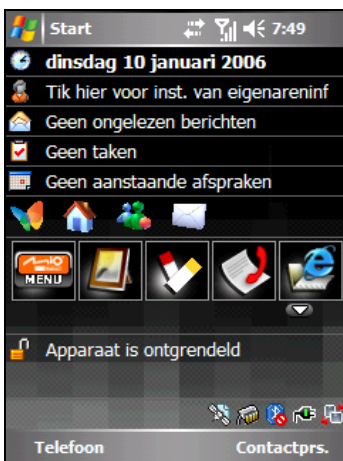 Start 7:49
dinsdag 10 januari 2006
Tik hier voor inst. van eigenareninf
Geen ongelezen berichten
Geen taken
Geen aanstaande afspraken
mio
MENU
Apparaat is ontgrendeld
Telefoon Contactprs.